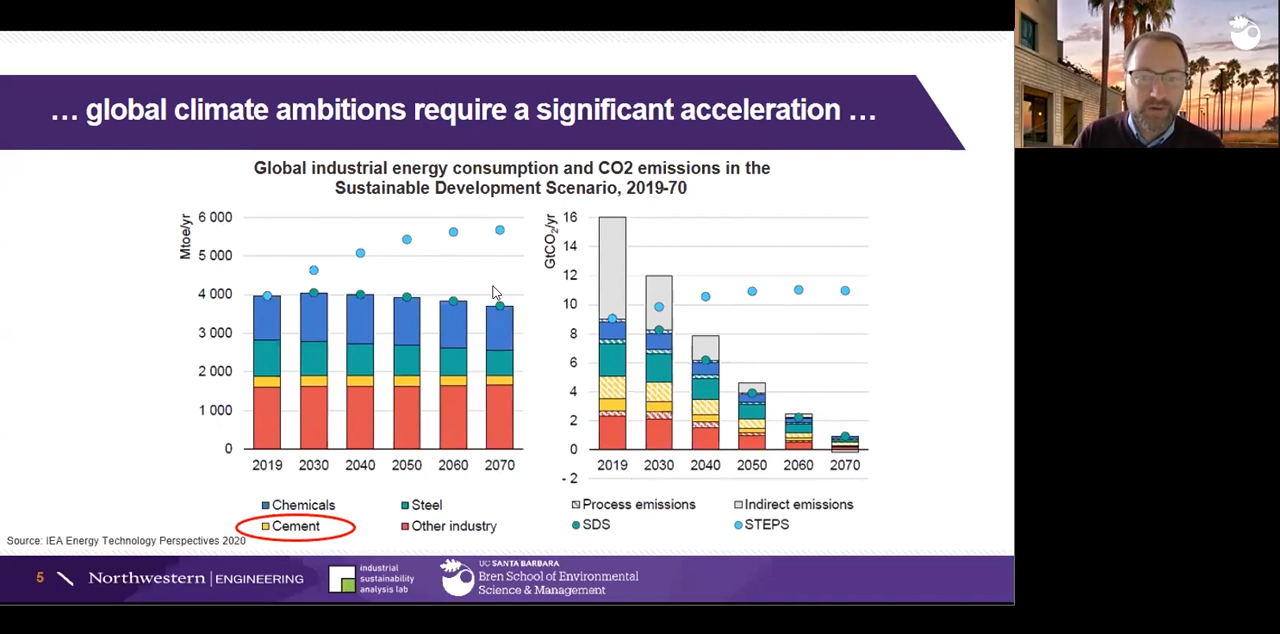 ... global climate ambitions require a significant acceleration ...
Global industrial energy consumption and CO2 emissions in the
Sustainable Development Scenario, 2019-70
Mtoe/yr
6 000
5 000
4 000
3 000
2 000
1 000
0
2019 2030 2040 2050 2060 2070
Chemicals Steel
Cement Other industry
GtCO2/yr
16
14
12
10
8
6
4
2
0
- 2
2019 2030 2040 2050 2060 2070
Process emissions Indirect emissions
SDS STEPS
Source: IEA Energy Technology Perspectives 2020
5
Northwestern | ENGINEERING
industrial
sustainability
analysis lab
UC SANTA BARBARA
Bren School of Environmental
Science & Management